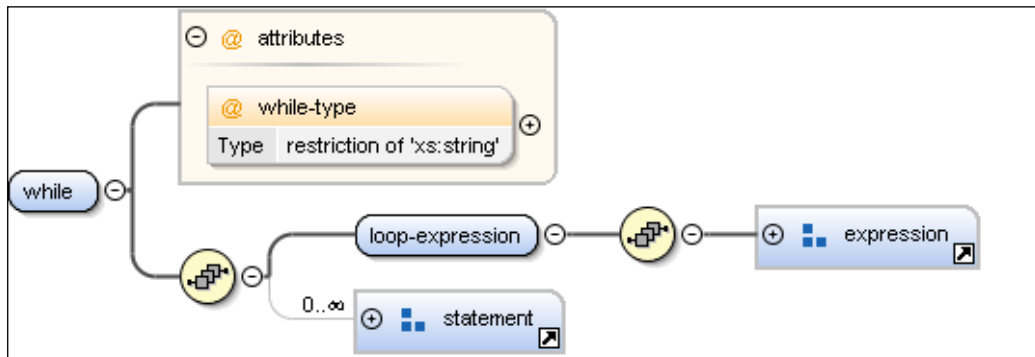 @ attributes
@ while-type
Type restriction of 'xs:string'
while
loop-expression
expression
0..∞
statement